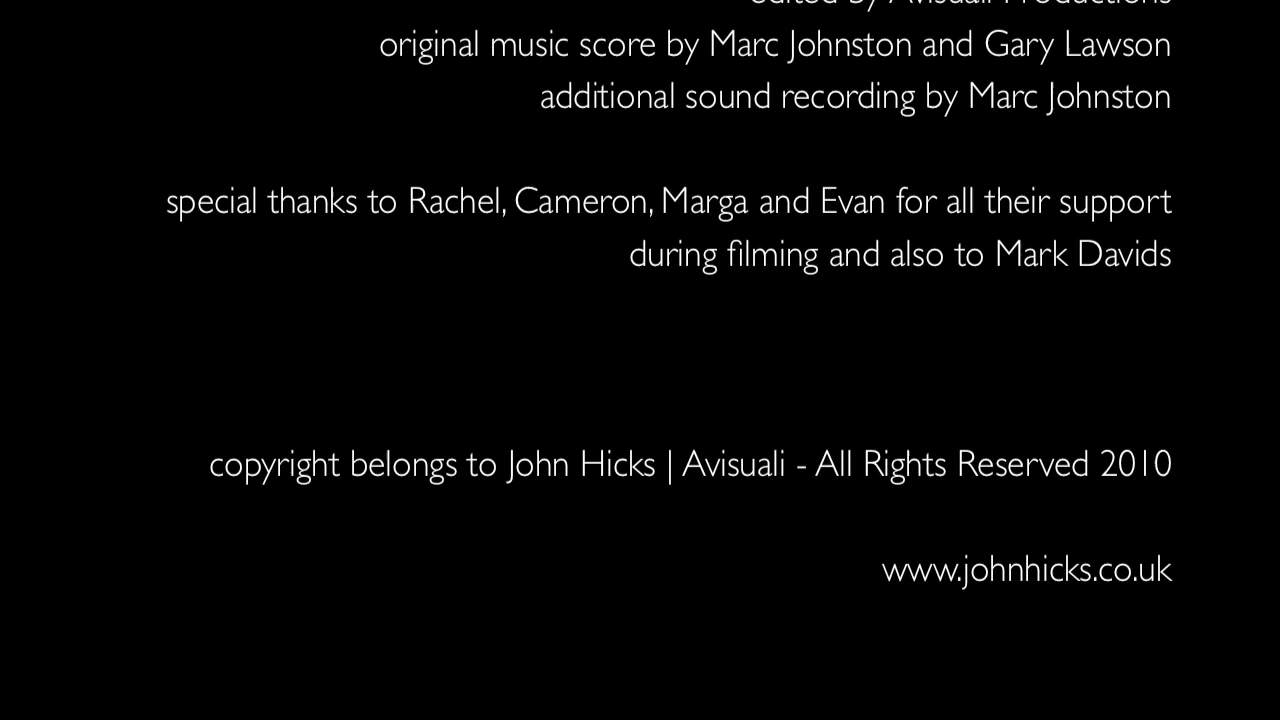 edited by Avisuali Productions
original music score by Marc Johnston and Gary Lawson
additional sound recording by Marc Johnston
special thanks to Rachel, Cameron, Marga and Evan for all their support
during filming and also to Mark Davids
copyright belongs to John Hicks | Avisuali - All Rights Reserved 2010
www.johnhicks.co.uk